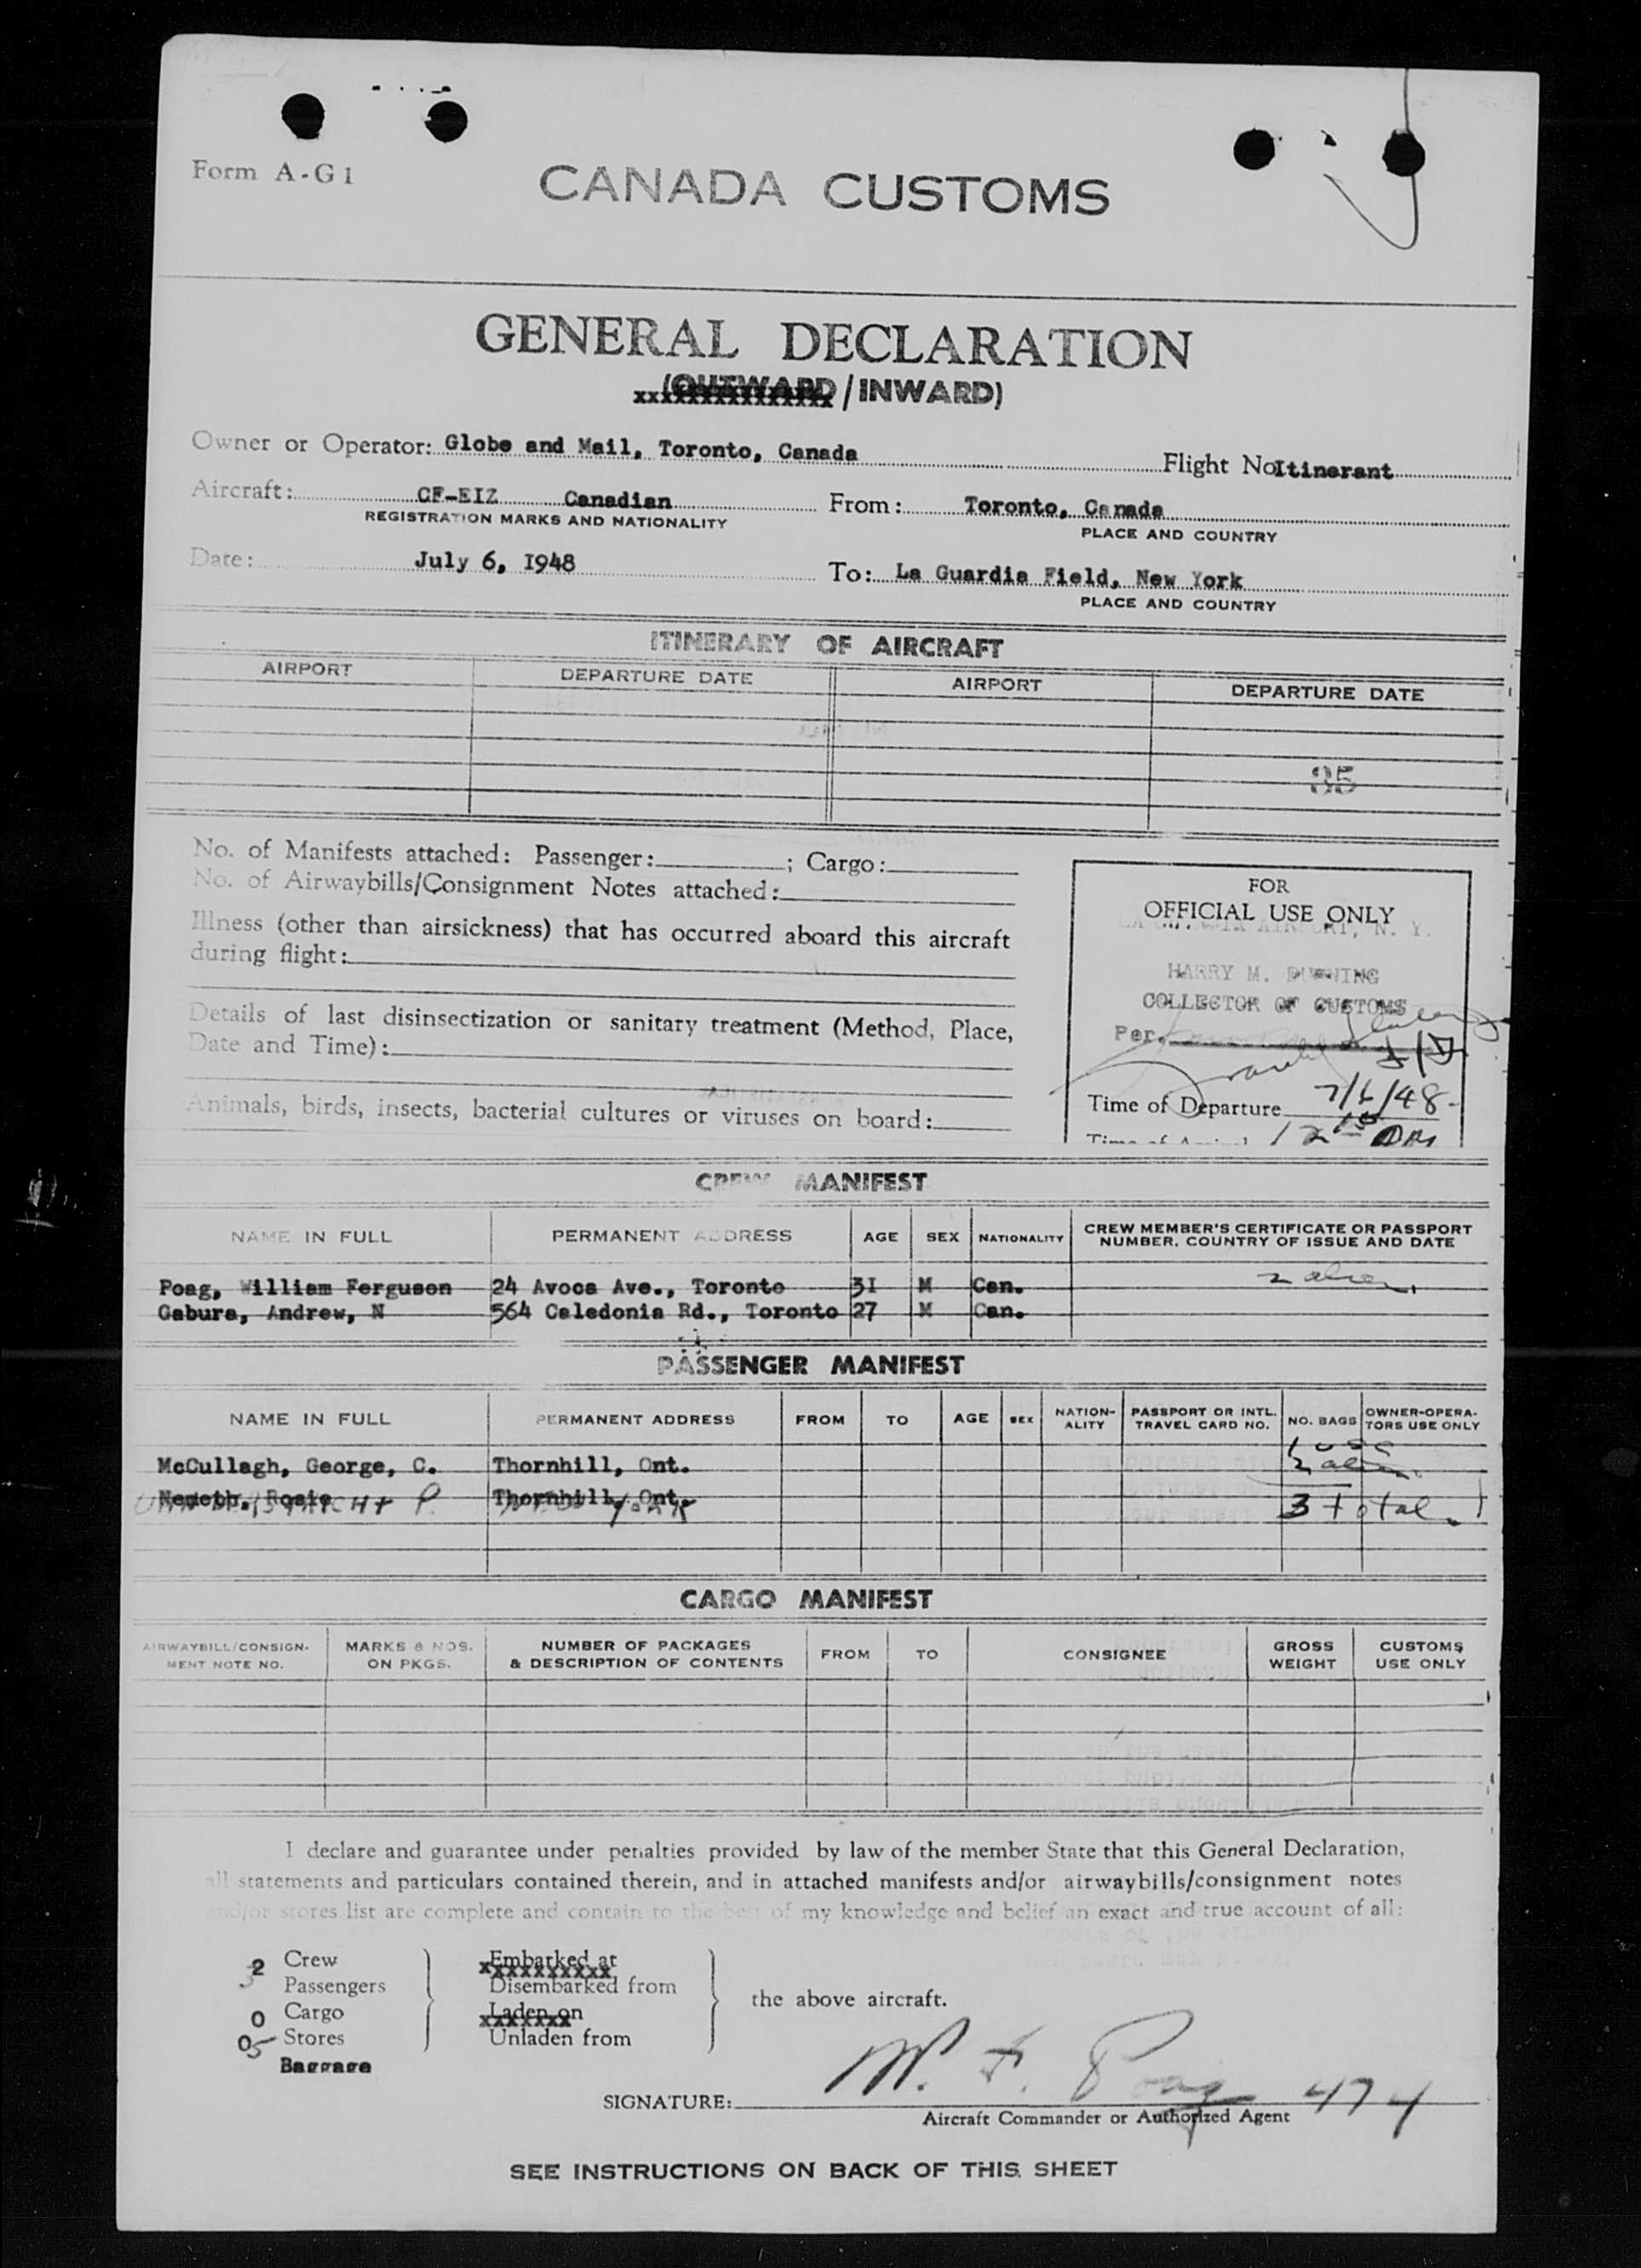 Form A-G1
CANADA CUSTOMS
GENERAL DECLARATION
(OUTWARD / INWARD)
Owner or Operator: Globe and Mail, Toronto, Canada Flight No Itinerant
Aircraft: CF-EIZ Canadian From: Toronto, Canada
REGISTRATION MARKS AND NATIONALITY PLACE AND COUNTRY
Date: July 6, 1948 To: La Guardia Field, New York
PLACE AND COUNTRY
ITINERARY OF AIRCRAFT
AIRPORT DEPARTURE DATE AIRPORT DEPARTURE DATE
35
No. of Manifests attached: Passenger: ; Cargo:
No. of Airwaybills/Consignment Notes attached:
Illness (other than airsickness) that has occurred aboard this aircraft
during flight:
Details of last disinsectization or sanitary treatment (Method, Place,
Date and Time):
Animals, birds, insects, bacterial cultures or viruses on board:
FOR
OFFICIAL USE ONLY
AIRPORT, N. Y.
HARRY M. DURNING
COLLECTOR OF CUSTOMS
Per.
Time of Departure 7/6/48
CREW MANIFEST
NAME IN FULL PERMANENT ADDRESS AGE SEX NATIONALITY CREW MEMBER'S CERTIFICATE OR PASSPORT
NUMBER, COUNTRY OF ISSUE AND DATE
Poag, William Ferguson 24 Avoca Ave., Toronto 31 M Can. 2 alien
Gabura, Andrew, N 564 Caledonia Rd., Toronto 27 M Can.
PASSENGER MANIFEST
NAME IN FULL PERMANENT ADDRESS FROM TO AGE SEX NATION-
ALITY PASSPORT OR INTL.
TRAVEL CARD NO. NO. BAGS OWNER-OPERA-
TORS USE ONLY
McCullagh, George, C. Thornhill, Ont. 2 alien
Nemeth, Rosie Thornhill, Ont. 3 total
CARGO MANIFEST
AIRWAYBILL/CONSIGN-
MENT NOTE NO. MARKS & NOS.
ON PKGS. NUMBER OF PACKAGES
& DESCRIPTION OF CONTENTS FROM TO CONSIGNEE GROSS
WEIGHT CUSTOMS
USE ONLY
I declare and guarantee under penalties provided by law of the member State that this General Declaration,
all statements and particulars contained therein, and in attached manifests and/or airwaybills/consignment notes
and/or stores list are complete and contain to the best of my knowledge and belief an exact and true account of all:
2 Crew Embarked at
Passengers Disembarked from
the above aircraft.
0 Cargo Laden on
0 Stores Unladen from
Baggage
SIGNATURE: W. F. Poag 474
Aircraft Commander or Authorized Agent
SEE INSTRUCTIONS ON BACK OF THIS SHEET